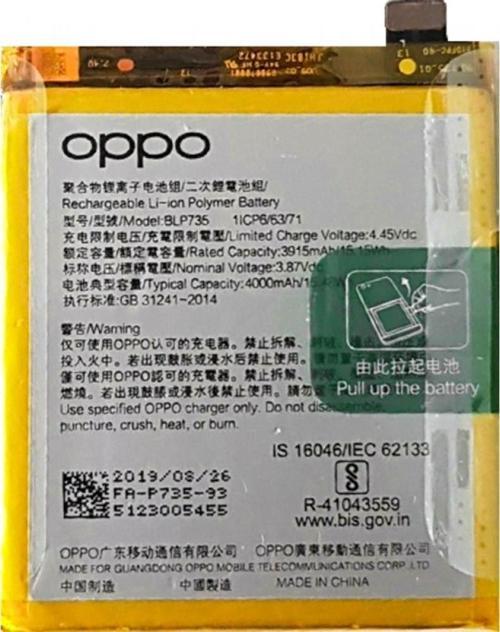 oppo
聚合物锂离子电池组/二次鋰電池組/
Rechargeable Li-ion Polymer Battery
型号/型號/Model:BLP735 1ICP6/63/71
充电限制电压/充電限制電壓/Limited Charge Voltage:4.45Vdc
额定容量/額定電容量/Rated Capacity:3915mAh/15.15Wh
标称电压/標稱電壓/Nominal Voltage:3.87Vdc
电池典型容量/Typical Capacity:4000mAh/15.48Wh
执行标准:GB 31241-2014
由此拉起电池
Pull up the battery
警告/Warning
仅可使用OPPO认可的充电器。禁止拆解、
投入火中。若出现鼓胀或浸水后禁止使用。
僅可使用OPPO認可的充電器。禁止拆解、
燃燒。若出現鼓脹或浸水後禁止使用。
Use specified OPPO charger only. Do not disassemble,
puncture, crush, heat, or burn.
IS 16046/IEC 62133
R-41043559
www.bis.gov.in
2019/08/26
FA-P735-93
5123005455
OPPO广东移动通信有限公司 OPPO廣東移動通信有限公司
MADE FOR GUANGDONG OPPO MOBILE TELECOMMUNICATIONS CORP.,LTD
中国制造 中國製造 MADE IN CHINA